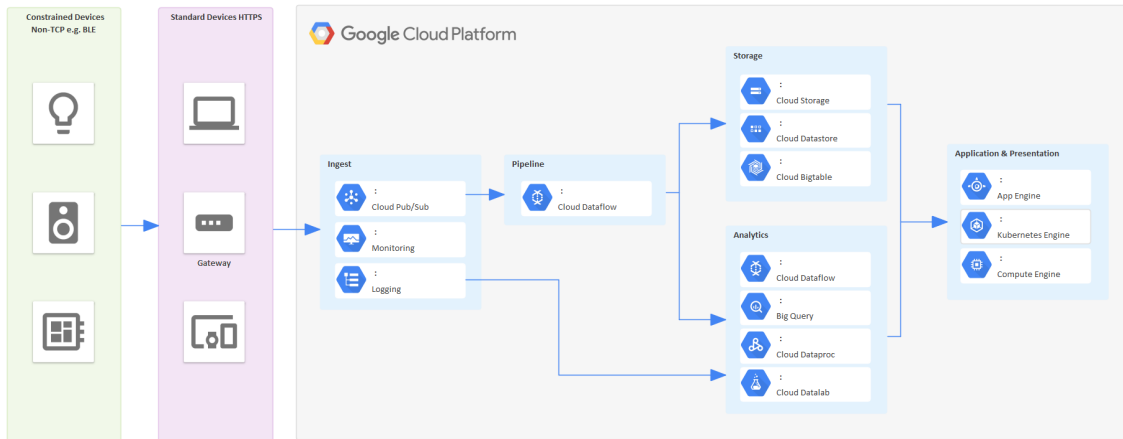 Constrained Devices
Non-TCP e.g. BLE
Standard Devices HTTPS
Gateway
Google Cloud Platform
Ingest
:
Cloud Pub/Sub
:
Monitoring
:
Logging
Pipeline
:
Cloud Dataflow
Storage
:
Cloud Storage
:
Cloud Datastore
:
Cloud Bigtable
Analytics
:
Cloud Dataflow
:
Big Query
:
Cloud Dataproc
:
Cloud Datalab
Application & Presentation
:
App Engine
:
Kubernetes Engine
:
Compute Engine